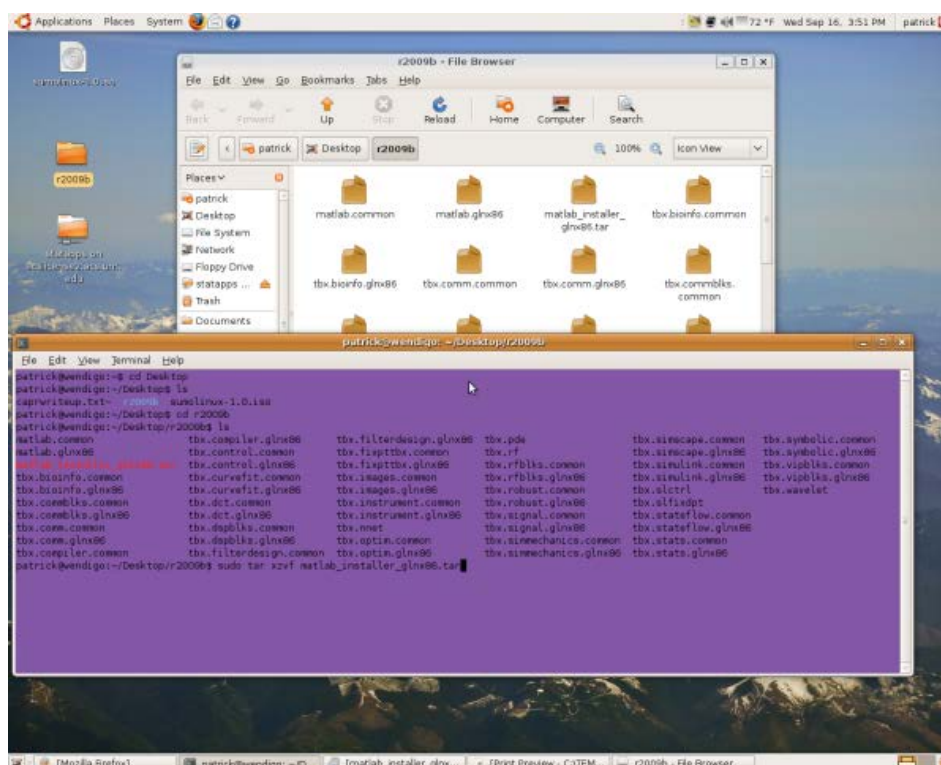 Applications Places System
72 °F Wed Sep 16, 3:51 PM patrick
r2009b - File Browser
File Edit View Go Bookmarks Tabs Help
Back Forward Up Stop Reload Home Computer Search
patrick Desktop r2009b 100% Icon View
r2009b
Places
patrick
Desktop
File System
Network
Floppy Drive
statapps ...
Trash
Documents
matlab.common matlab.glnx86 matlab_installer_glnx86.tar tbx.bioinfo.common
tbx.bioinfo.glnx86 tbx.comm.common tbx.comm.glnx86 tbx.commblks.common
patrick@wendigo: ~/Desktop/r2009b
File Edit View Terminal Help
patrick@wendigo:~$ cd Desktop
patrick@wendigo:~/Desktop$ ls
caprwriteup.txt~ r2009b sumolinux-1.0.iso
patrick@wendigo:~/Desktop$ cd r2009b
patrick@wendigo:~/Desktop/r2009b$ ls
matlab.common tbx.compiler.glnx86 tbx.filterdesign.glnx86 tbx.pde tbx.simscape.common tbx.symbolic.common
matlab.glnx86 tbx.control.common tbx.fixpttbx.common tbx.rf tbx.simscape.glnx86 tbx.symbolic.glnx86
matlab_installer_glnx86.tar tbx.control.glnx86 tbx.fixpttbx.glnx86 tbx.rfblks.common tbx.simulink.common tbx.vipblks.common
tbx.bioinfo.common tbx.curvefit.common tbx.images.common tbx.rfblks.glnx86 tbx.simulink.glnx86 tbx.vipblks.glnx86
tbx.bioinfo.glnx86 tbx.curvefit.glnx86 tbx.images.glnx86 tbx.robust.common tbx.slctrl tbx.wavelet
tbx.commblks.common tbx.dct.common tbx.instrument.common tbx.robust.glnx86 tbx.slfixdpt
tbx.commblks.glnx86 tbx.dct.glnx86 tbx.instrument.glnx86 tbx.signal.common tbx.stateflow.common
tbx.comm.common tbx.dspblks.common tbx.nnet tbx.signal.glnx86 tbx.stateflow.glnx86
tbx.comm.glnx86 tbx.dspblks.glnx86 tbx.optim.common tbx.simmechanics.common tbx.stats.common
tbx.compiler.common tbx.filterdesign.common tbx.optim.glnx86 tbx.simmechanics.glnx86 tbx.stats.glnx86
patrick@wendigo:~/Desktop/r2009b$ sudo tar xzvf matlab_installer_glnx86.tar
[Mozilla Firefox] patrick@wendigo: ~/D... [matlab_installer_glnx... [Print Preview - C:\TEM... r2009b - File Browser